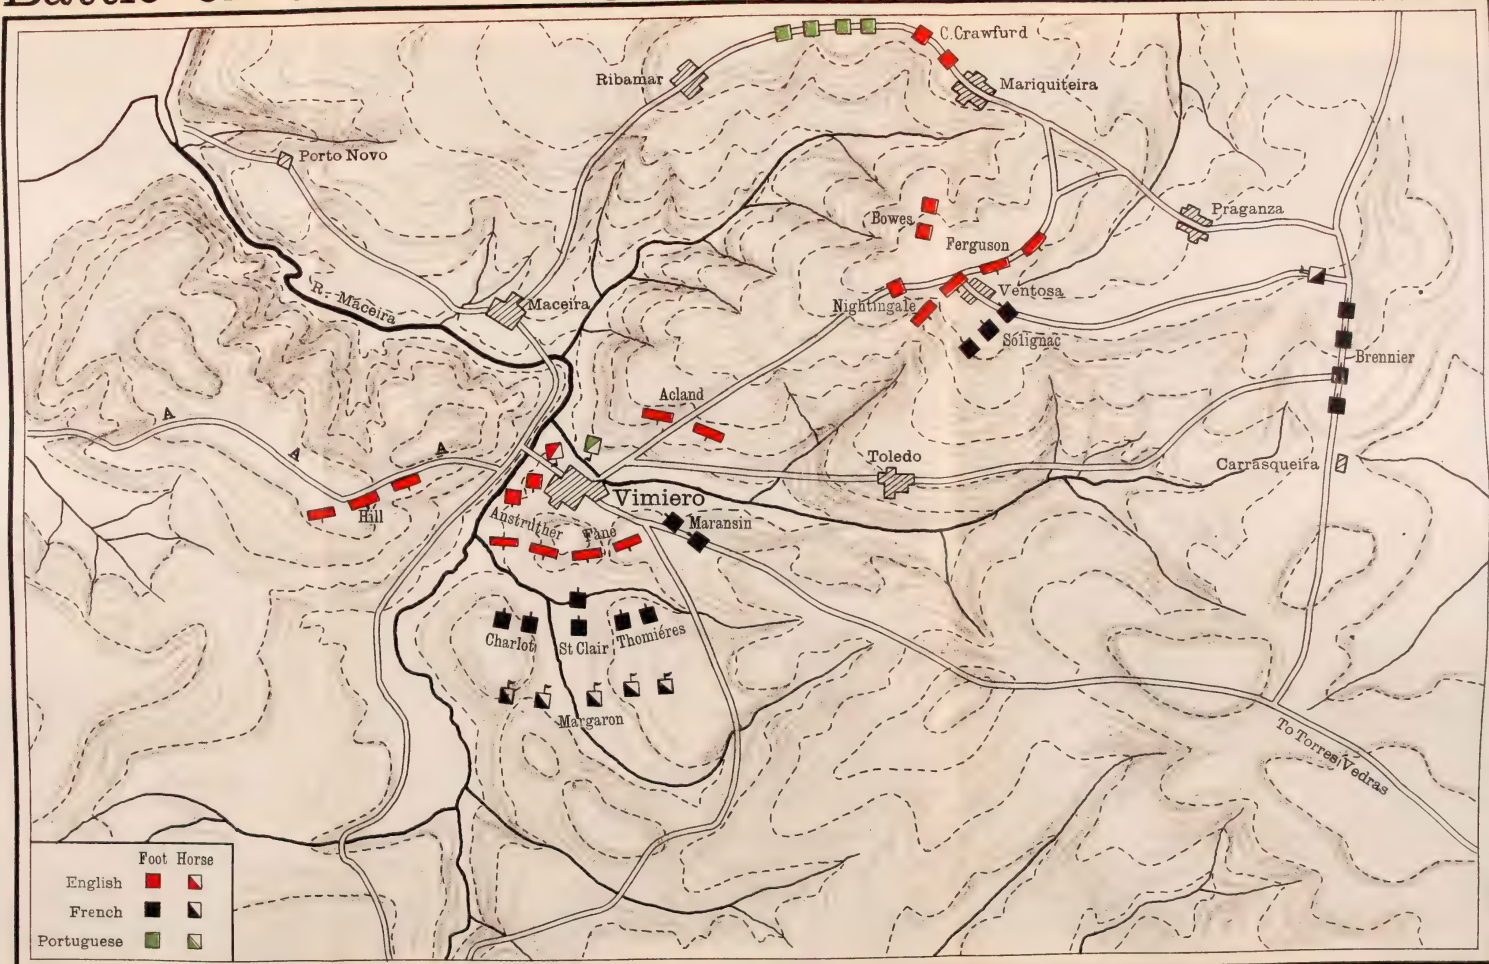 C. Crawfurd
Ribamar
Mariquiteira
Porto Novo
Praganza
Bowes
Ferguson
R. Maceira
Maceira
Nightingale
Ventosa
Solignac
Brennier
Acland
A
A
A
Toledo
Carrasqueira
Hill
Vimiero
Anstruther
Fane
Maransin
Charlot
St Clair
Thomiéres
Margaron
To Torres Vedras
Foot Horse
English
French
Portuguese